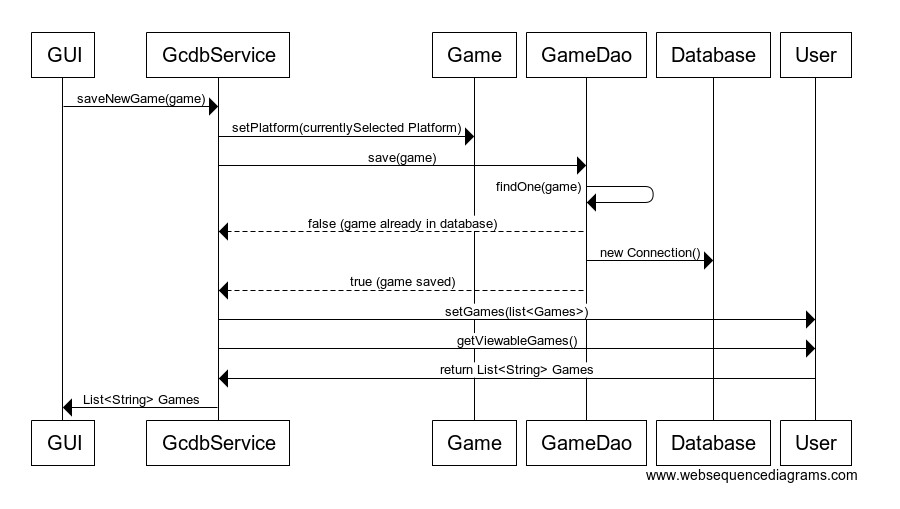 GUI GcdbService Game GameDao Database User
saveNewGame(game)
setPlatform(currentlySelected Platform)
save(game)
findOne(game)
false (game already in database)
new Connection()
true (game saved)
setGames(list<Games>)
getViewableGames()
return List<String> Games
List<String> Games
GUI GcdbService Game GameDao Database User
www.websequencediagrams.com